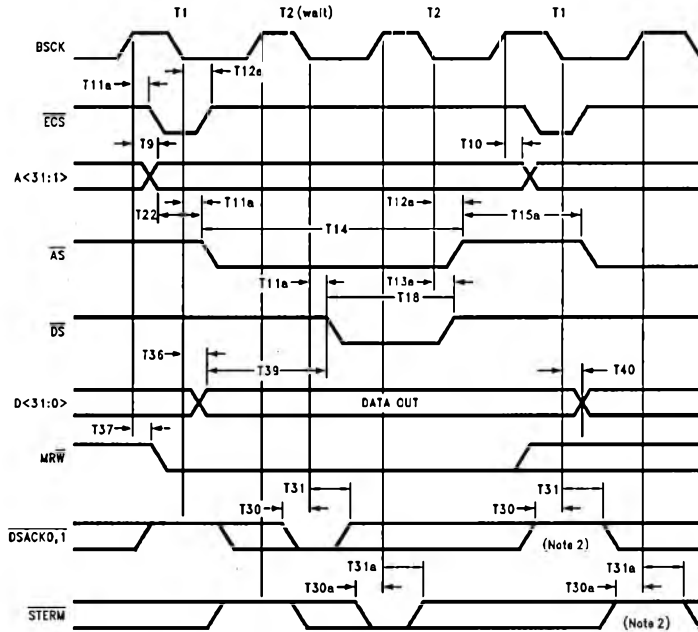 T1 T2 (wait) T2 T1
BSCK
T11a T12a
ECS
T9 T10
A<31:1>
T22 T11a T12a T15a
T14
AS
T11a T13a
T18
DS
T36 T39 T40
D<31:0> DATA OUT
T37
MRW
T31 T31
T30 T30
DSACK0,1 (Note 2)
T31a T31a
T30a T30a
STERM (Note 2)